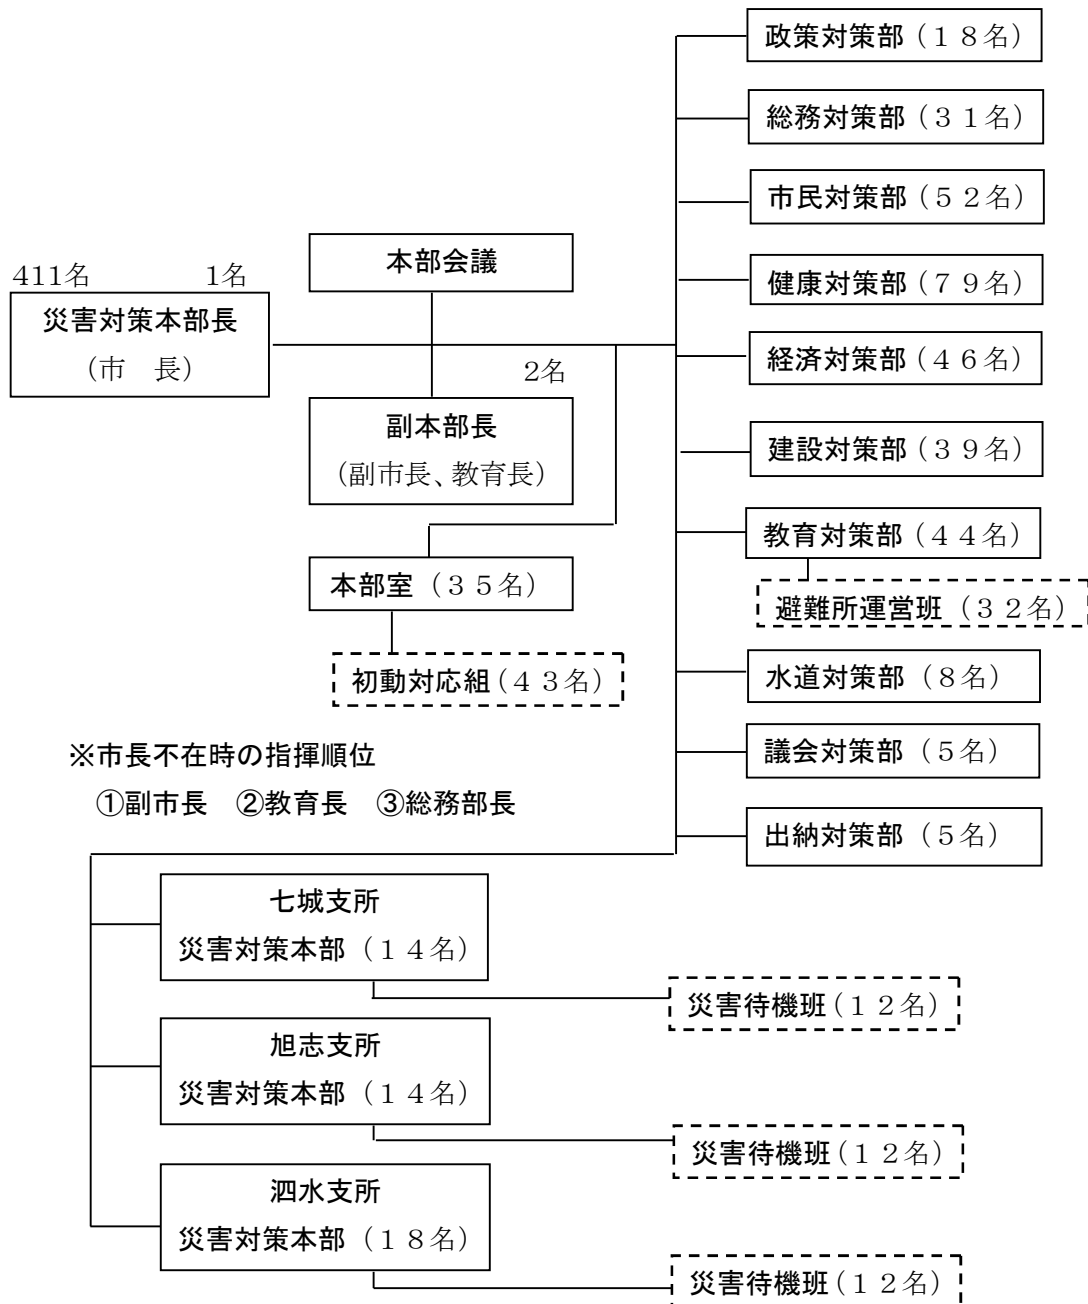 411名　1名
災害対策本部長
（市　長）
本部会議
2名
副本部長
（副市長、教育長）
本部室（３５名）
初動対応組（４３名）
※市長不在時の指揮順位
①副市長　②教育長　③総務部長
政策対策部（１８名）
総務対策部（３１名）
市民対策部（５２名）
健康対策部（７９名）
経済対策部（４６名）
建設対策部（３９名）
教育対策部（４４名）
避難所運営班（３２名）
水道対策部（８名）
議会対策部（５名）
出納対策部（５名）
七城支所
災害対策本部（１４名）
災害待機班（１２名）
旭志支所
災害対策本部（１４名）
災害待機班（１２名）
泗水支所
災害対策本部（１８名）
災害待機班（１２名）